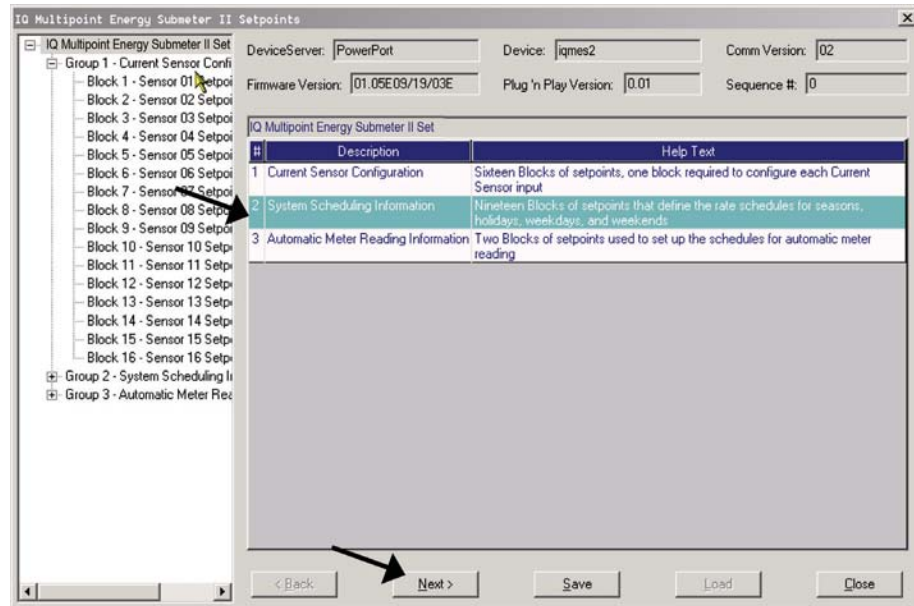 IQ Multipoint Energy Submeter II Setpoints
IQ Multipoint Energy Submeter II Set
Group 1 - Current Sensor Confi
Block 1 - Sensor 01 Setpoi
Block 2 - Sensor 02 Setpoi
Block 3 - Sensor 03 Setpoi
Block 4 - Sensor 04 Setpoi
Block 5 - Sensor 05 Setpoi
Block 6 - Sensor 06 Setpoi
Block 7 - Sensor 07 Setpoi
Block 8 - Sensor 08 Setpoi
Block 9 - Sensor 09 Setpoi
Block 10 - Sensor 10 Setp
Block 11 - Sensor 11 Setp
Block 12 - Sensor 12 Setp
Block 13 - Sensor 13 Setp
Block 14 - Sensor 14 Setp
Block 15 - Sensor 15 Setp
Block 16 - Sensor 16 Setp
Group 2 - System Scheduling I
Group 3 - Automatic Meter Rea
DeviceServer: PowerPort Device: iqmes2 Comm Version: 02
Firmware Version: 01.05E09/19/03E Plug 'n Play Version: 0.01 Sequence #: 0
IQ Multipoint Energy Submeter II Set
# Description Help Text
1 Current Sensor Configuration Sixteen Blocks of setpoints, one block required to configure each Current
Sensor input
2 System Scheduling Information Nineteen Blocks of setpoints that define the rate schedules for seasons,
holidays, weekdays, and weekends
3 Automatic Meter Reading Information Two Blocks of setpoints used to set up the schedules for automatic meter
reading
< Back Next > Save Load Close